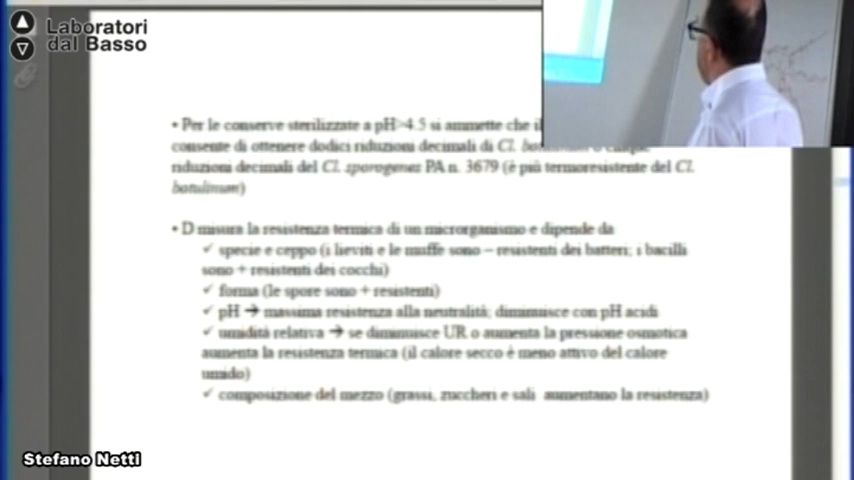 Laboratori
dal Basso
• Per le conserve sterilizzate a pH>4.5 si ammette che il
consente di ottenere dodici riduzioni decimali di Cl.
riduzioni decimali del Cl. sporogenes PA n. 3679 (è più termoresistente del Cl.
botulinum)
• D misura la resistenza termica di un microrganismo e dipende da
✓ specie e ceppo (i lieviti e le muffe sono – resistenti dei batteri; i bacilli
sono + resistenti dei cocchi)
✓ forma (le spore sono + resistenti)
✓ pH → massima resistenza alla neutralità; diminuisce con pH acidi
✓ umidità relativa → se diminuisce UR o aumenta la pressione osmotica
aumenta la resistenza termica (il calore secco è meno attivo del calore
umido)
✓ composizione del mezzo (grassi, zuccheri e sali aumentano la resistenza)
Stefano Netti